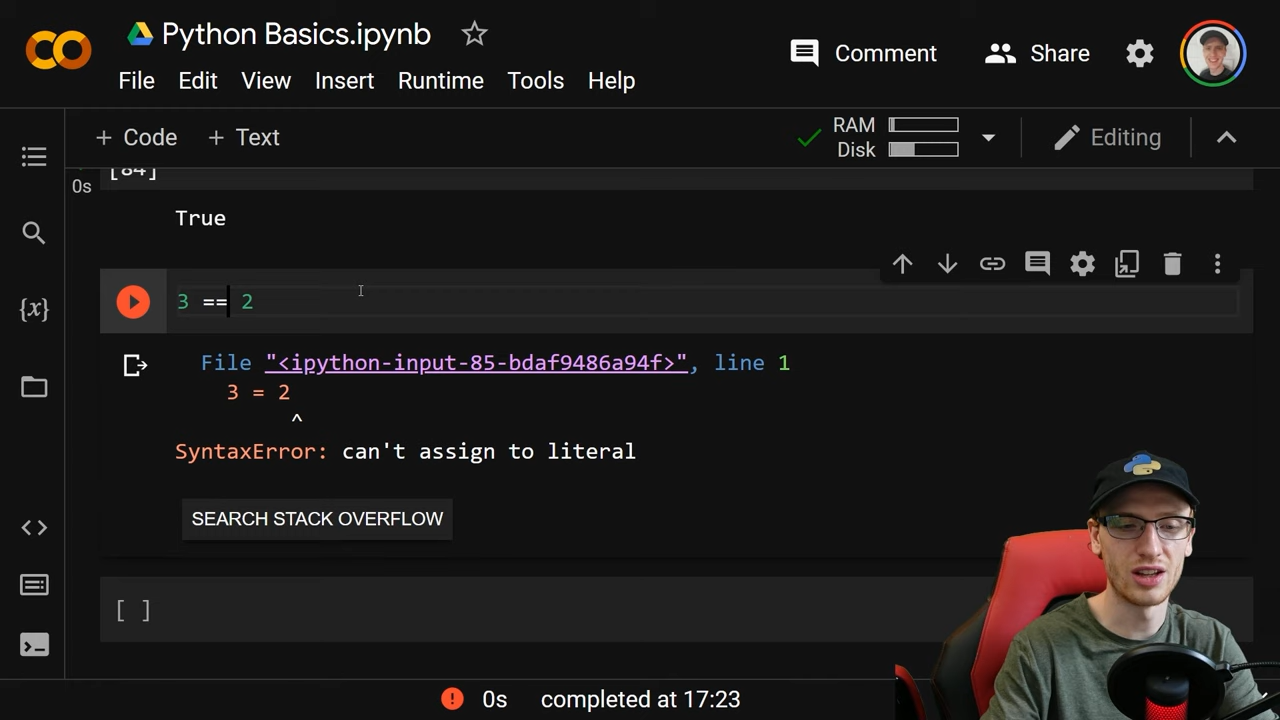 Python Basics.ipynb
Comment
Share
File Edit View Insert Runtime Tools Help
+ Code + Text
RAM
Disk
Editing
[84]
0s
True
{x}
3 == 2
File "<ipython-input-85-bdaf9486a94f>", line 1
3 = 2
^
SyntaxError: can't assign to literal
SEARCH STACK OVERFLOW
[ ]
0s completed at 17:23